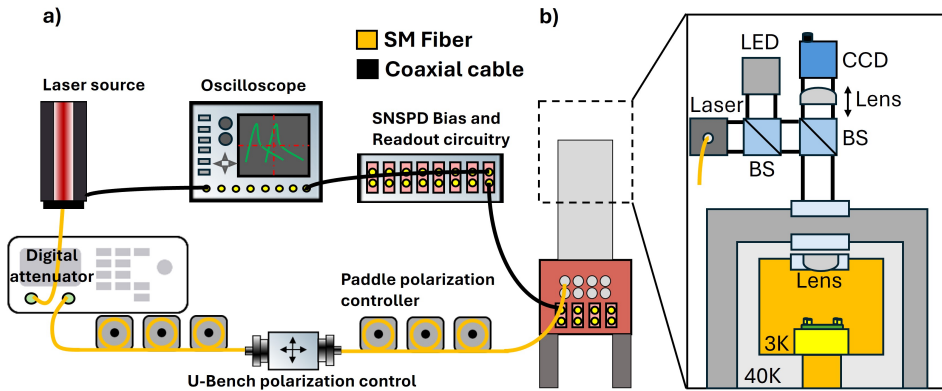 a)
SM Fiber
Coaxial cable
Laser source
Oscilloscope
SNSPD Bias and
Readout circuitry
Digital
attenuator
Paddle polarization
controller
U-Bench polarization control
b)
LED
CCD
Laser
Lens
BS
BS
Lens
3K
40K